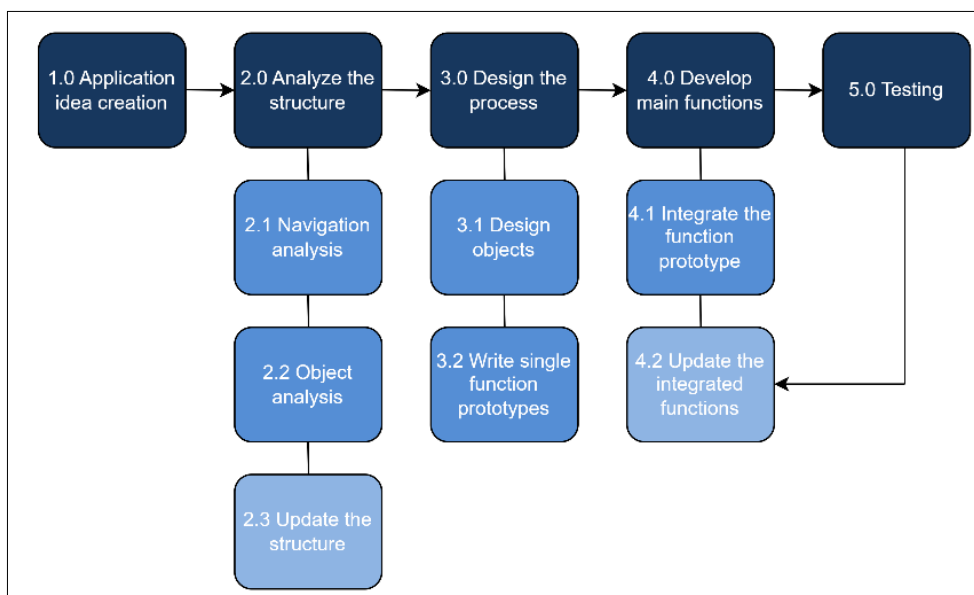 1.0 Application
idea creation
2.0 Analyze the
structure
3.0 Design the
process
4.0 Develop
main functions
5.0 Testing
2.1 Navigation
analysis
3.1 Design
objects
4.1 Integrate the
function
prototype
2.2 Object
analysis
3.2 Write single
function
prototypes
4.2 Update the
integrated
functions
2.3 Update the
structure